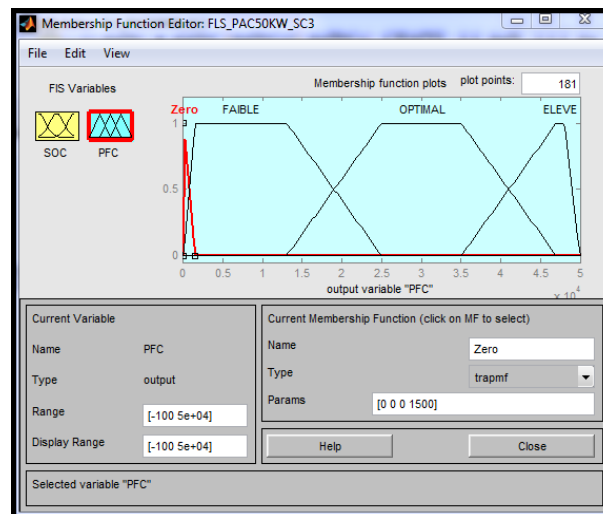 Membership Function Editor: FLS_PAC50KW_SC3
File Edit View
FIS Variables
Membership function plots plot points: 181
Zero FAIBLE OPTIMAL ELEVE
SOC PFC
1
0.5
0
0 0.5 1 1.5 2 2.5 3 3.5 4 4.5 5
output variable "PFC"
x 10^4
Current Variable
Name PFC
Type output
Range [-100 5e+04]
Display Range [-100 5e+04]
Current Membership Function (click on MF to select)
Name Zero
Type trapmf
Params [0 0 0 1500]
Help Close
Selected variable "PFC"